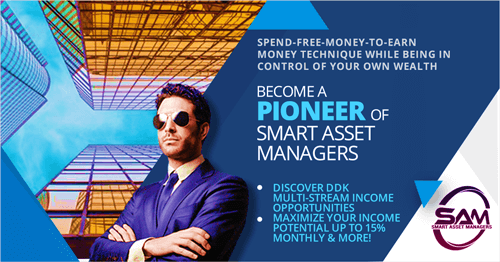 SPEND-FREE-MONEY-TO-EARN
MONEY TECHNIQUE WHILE BEING IN
CONTROL OF YOUR OWN WEALTH
BECOME A
PIONEER OF
SMART ASSET
MANAGERS
● DISCOVER DDK
MULTI-STREAM INCOME
OPPORTUNITIES
● MAXIMIZE YOUR INCOME
POTENTIAL UP TO 15%
MONTHLY & MORE!
SAM
SMART ASSET MANAGERS